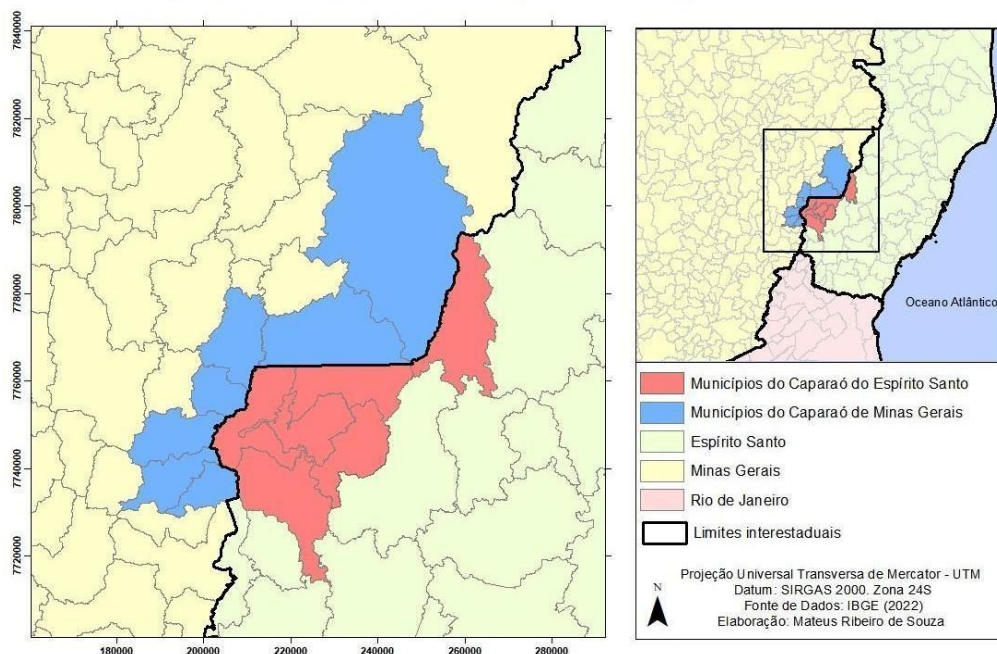 7840000
7820000
7800000
7780000
7760000
7740000
7720000
180000 200000 220000 240000 260000 280000
Oceano Atlântico
Municípios do Caparaó do Espírito Santo
Municípios do Caparaó de Minas Gerais
Espírito Santo
Minas Gerais
Rio de Janeiro
Limites interestaduais
N
Projeção Universal Transversa de Mercator - UTM
Datum: SIRGAS 2000. Zona 24S
Fonte de Dados: IBGE (2022)
Elaboração: Mateus Ribeiro de Souza